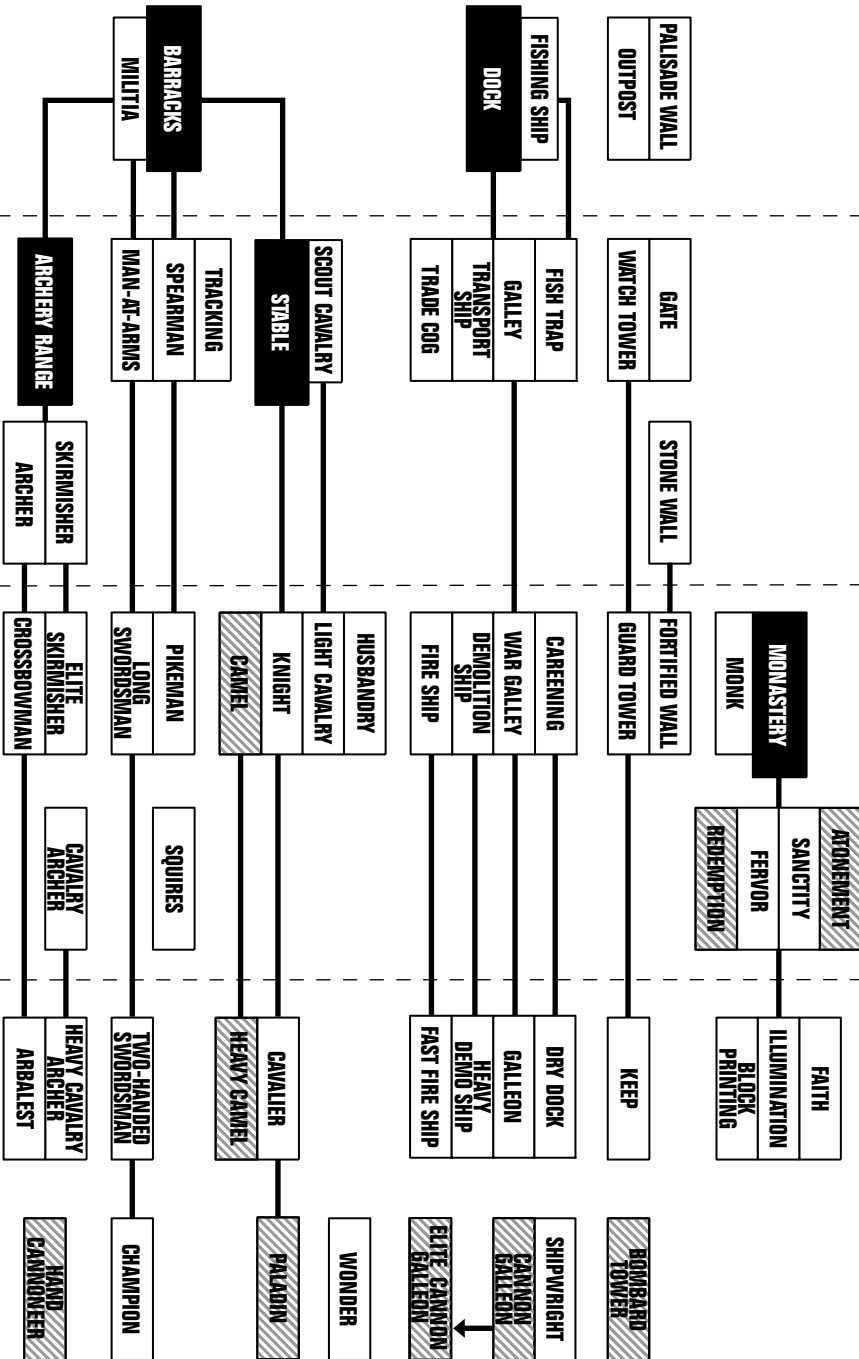 PALISADE WALL
OUTPOST
FISHING SHIP
DOCK
BARRACKS
MILITIA
GATE
WATCH TOWER
FISH TRAP
GALLEY
TRANSPORT
SHIP
TRADE COG
SCOUT CAVALRY
STABLE
TRACKING
SPEARMAN
MAN-AT-ARMS
ARCHERY RANGE
STONE WALL
SKIRMISHER
ARCHER
MONASTERY
MONK
FORTIFIED WALL
GUARD TOWER
CAREENING
WAR GALLEY
DEMOLITION
SHIP
FIRE SHIP
HUSBANDRY
LIGHT CAVALRY
KNIGHT
CAMEL
PIKEMAN
LONG
SWORDSMAN
ELITE
SKIRMISHER
CROSSBOWMAN
ATONEMENT
SANCTITY
FERVOR
REDEMPTION
SQUIRES
CAVALRY
ARCHER
FAITH
ILLUMINATION
BLOCK
PRINTING
KEEP
DRY DOCK
GALLEON
HEAVY
DEMO SHIP
FAST FIRE SHIP
CAVALIER
HEAVY CAMEL
TWO-HANDED
SWORDSMAN
HEAVY CAVALRY
ARCHER
ARBALEST
BOMBARD
TOWER
SHIPWRIGHT
CANNON
GALLEON
ELITE CANNON
GALLEON
WONDER
PALADIN
CHAMPION
HAND
CANNONEER